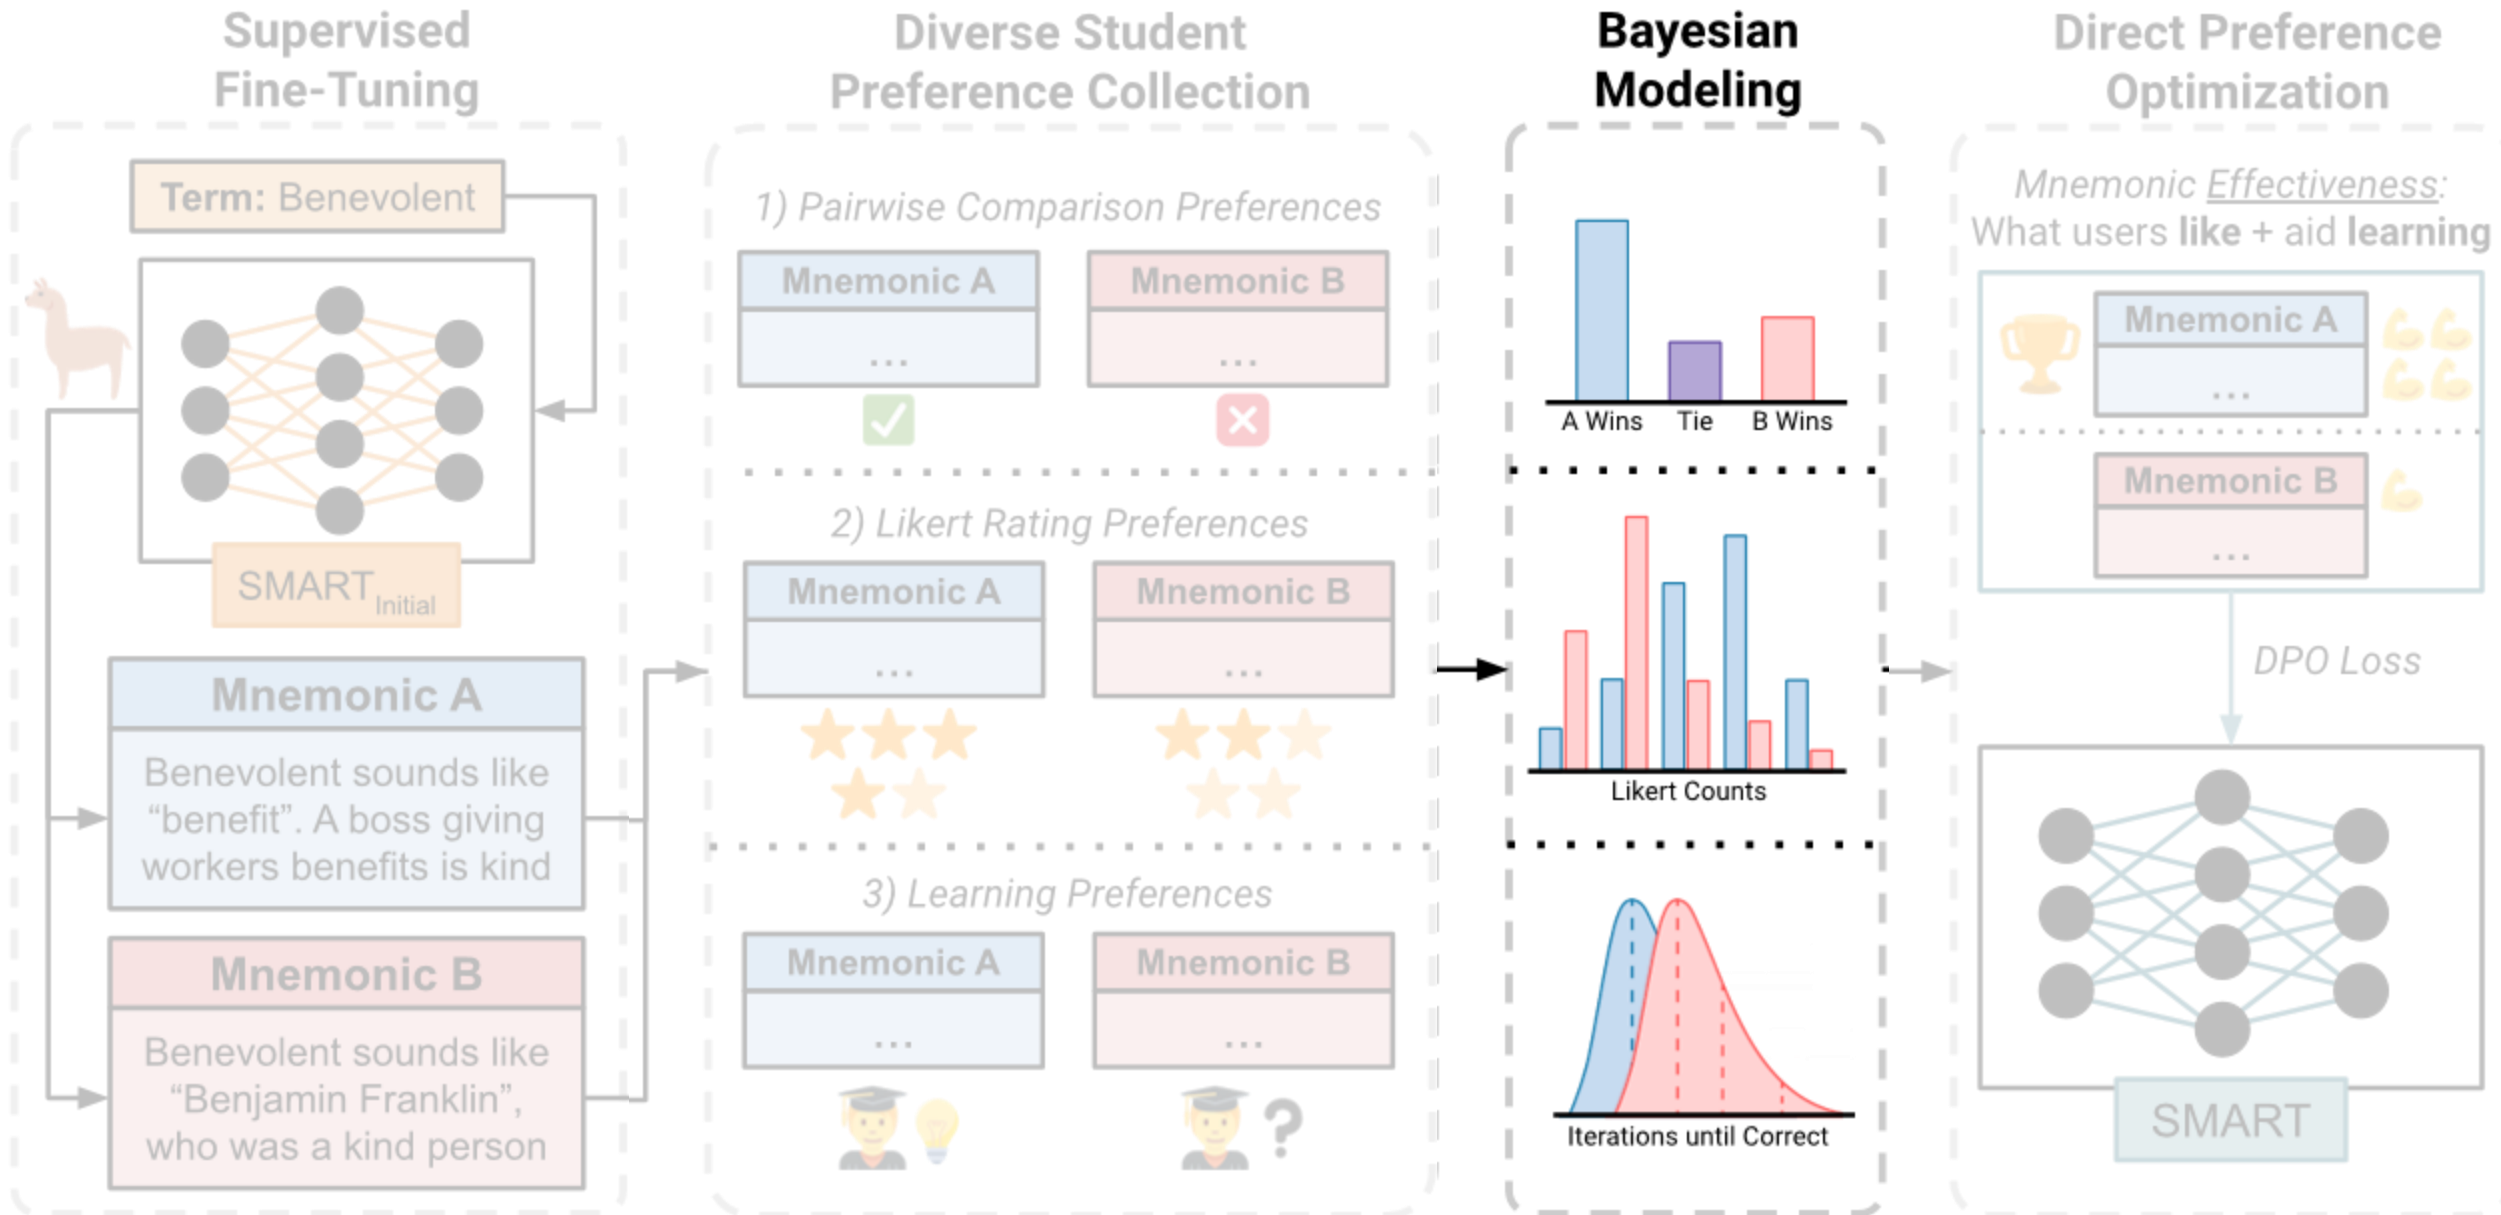 Supervised
Fine-Tuning
Term: Benevolent
SMART Initial
Mnemonic A
Benevolent sounds like
“benefit”. A boss giving
workers benefits is kind
Mnemonic B
Benevolent sounds like
“Benjamin Franklin”,
who was a kind person
Diverse Student
Preference Collection
1) Pairwise Comparison Preferences
Mnemonic A
...
Mnemonic B
...
2) Likert Rating Preferences
Mnemonic A
...
Mnemonic B
...
3) Learning Preferences
Mnemonic A
...
Mnemonic B
...
?
Bayesian
Modeling
A Wins Tie B Wins
Likert Counts
Iterations until Correct
Direct Preference
Optimization
Mnemonic Effectiveness:
What users like + aid learning
Mnemonic A
...
Mnemonic B
...
DPO Loss
SMART